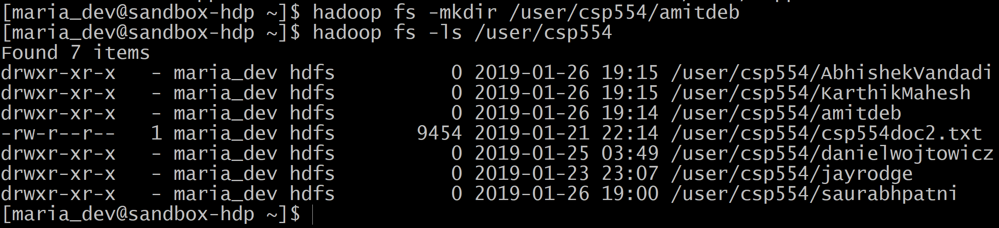 [maria_dev@sandbox-hdp ~]$ hadoop fs -mkdir /user/csp554/amitdeb
[maria_dev@sandbox-hdp ~]$ hadoop fs -ls /user/csp554
Found 7 items
drwxr-xr-x   - maria_dev hdfs          0 2019-01-26 19:15 /user/csp554/AbhishekVandadi
drwxr-xr-x   - maria_dev hdfs          0 2019-01-26 19:15 /user/csp554/KarthikMahesh
drwxr-xr-x   - maria_dev hdfs          0 2019-01-26 19:14 /user/csp554/amitdeb
-rw-r--r--   1 maria_dev hdfs       9454 2019-01-21 22:14 /user/csp554/csp554doc2.txt
drwxr-xr-x   - maria_dev hdfs          0 2019-01-25 03:49 /user/csp554/danielwojtowicz
drwxr-xr-x   - maria_dev hdfs          0 2019-01-23 23:07 /user/csp554/jayrodge
drwxr-xr-x   - maria_dev hdfs          0 2019-01-26 19:00 /user/csp554/saurabhpatni
[maria_dev@sandbox-hdp ~]$